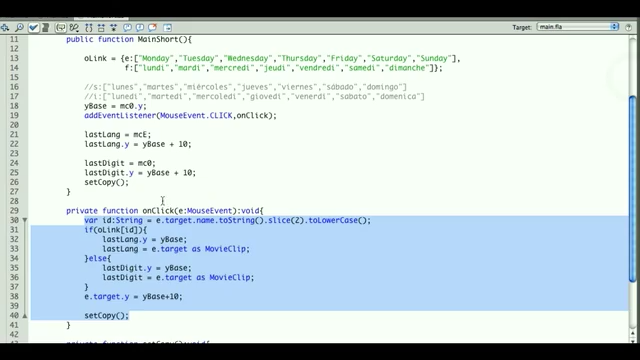 Target: main.fla
11 public function MainShort(){
12
13 oLink = {e:["Monday","Tuesday","Wednesday","Thursday","Friday","Saturday","Sunday"],
14 f:["lundi","mardi","mercredi","jeudi","vendredi","samedi","dimanche"]};
15
16 //s:["lunes","martes","miércoles","jueves","viernes","sábado","domingo"]
17 //i:["lunedì","martedì","mercoledì","giovedì","venerdì","sabato","domenica"]
18 yBase = mc0.y;
19 addEventListener(MouseEvent.CLICK,onClick);
20
21 lastLang = mcE;
22 lastLang.y = yBase + 10;
23
24 lastDigit = mc0;
25 lastDigit.y = yBase + 10;
26 setCopy();
27 }
28
29 private function onClick(e:MouseEvent):void{
30 var id:String = e.target.name.toString().slice(2).toLowerCase();
31 if(oLink[id]){
32 lastLang.y = yBase;
33 lastLang = e.target as MovieClip;
34 }else{
35 lastDigit.y = yBase;
36 lastDigit = e.target as MovieClip;
37 }
38 e.target.y = yBase+10;
39
40 setCopy();
41 }
42